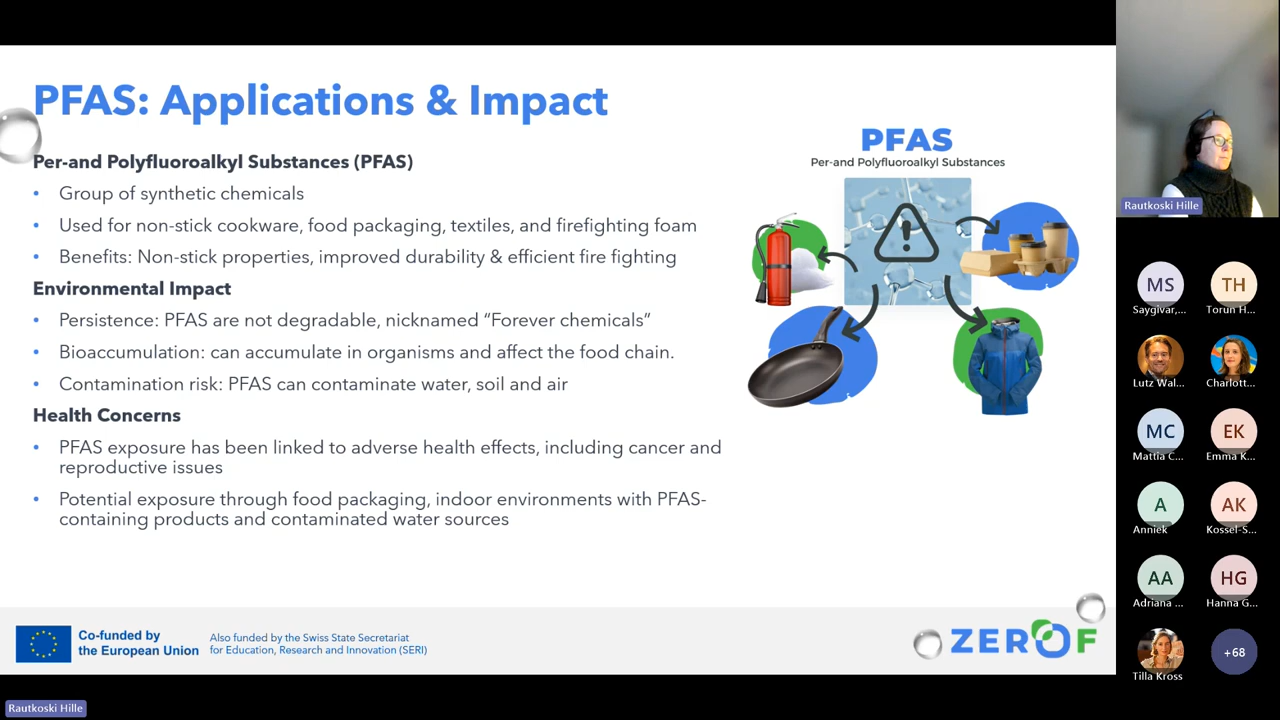 PFAS: Applications & Impact
Per-and Polyfluoroalkyl Substances (PFAS)
• Group of synthetic chemicals
• Used for non-stick cookware, food packaging, textiles, and firefighting foam
• Benefits: Non-stick properties, improved durability & efficient fire fighting
Environmental Impact
• Persistence: PFAS are not degradable, nicknamed “Forever chemicals”
• Bioaccumulation: can accumulate in organisms and affect the food chain.
• Contamination risk: PFAS can contaminate water, soil and air
Health Concerns
• PFAS exposure has been linked to adverse health effects, including cancer and
reproductive issues
• Potential exposure through food packaging, indoor environments with PFAS-
containing products and contaminated water sources
PFAS
Per-and Polyfluoroalkyl Substances
Co-funded by
the European Union
Also funded by the Swiss State Secretariat
for Education, Research and Innovation (SERI)
ZEROF
Rautkoski Hille
Rautkoski Hille
MS
Saygivar,...
TH
Torun H...
Lutz Wal...
Charlott...
MC
Mattia C...
EK
Emma K...
A
Anniek
AK
Kossel-S...
AA
Adriana ...
HG
Hanna G...
Tilla Kross
+68